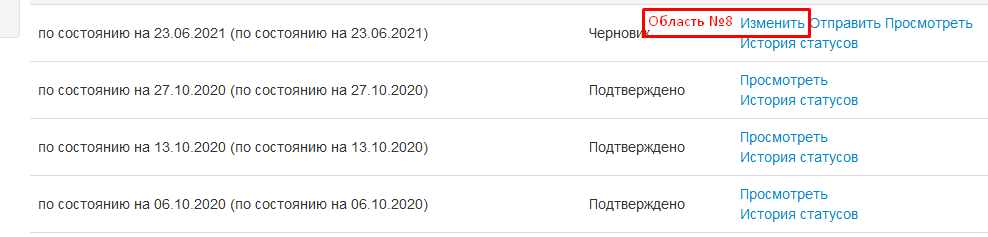 Область №8
по состоянию на 23.06.2021 (по состоянию на 23.06.2021) Черновик Изменить Отправить Просмотреть
История статусов
по состоянию на 27.10.2020 (по состоянию на 27.10.2020) Подтверждено Просмотреть
История статусов
по состоянию на 13.10.2020 (по состоянию на 13.10.2020) Подтверждено Просмотреть
История статусов
по состоянию на 06.10.2020 (по состоянию на 06.10.2020) Подтверждено Просмотреть
История статусов